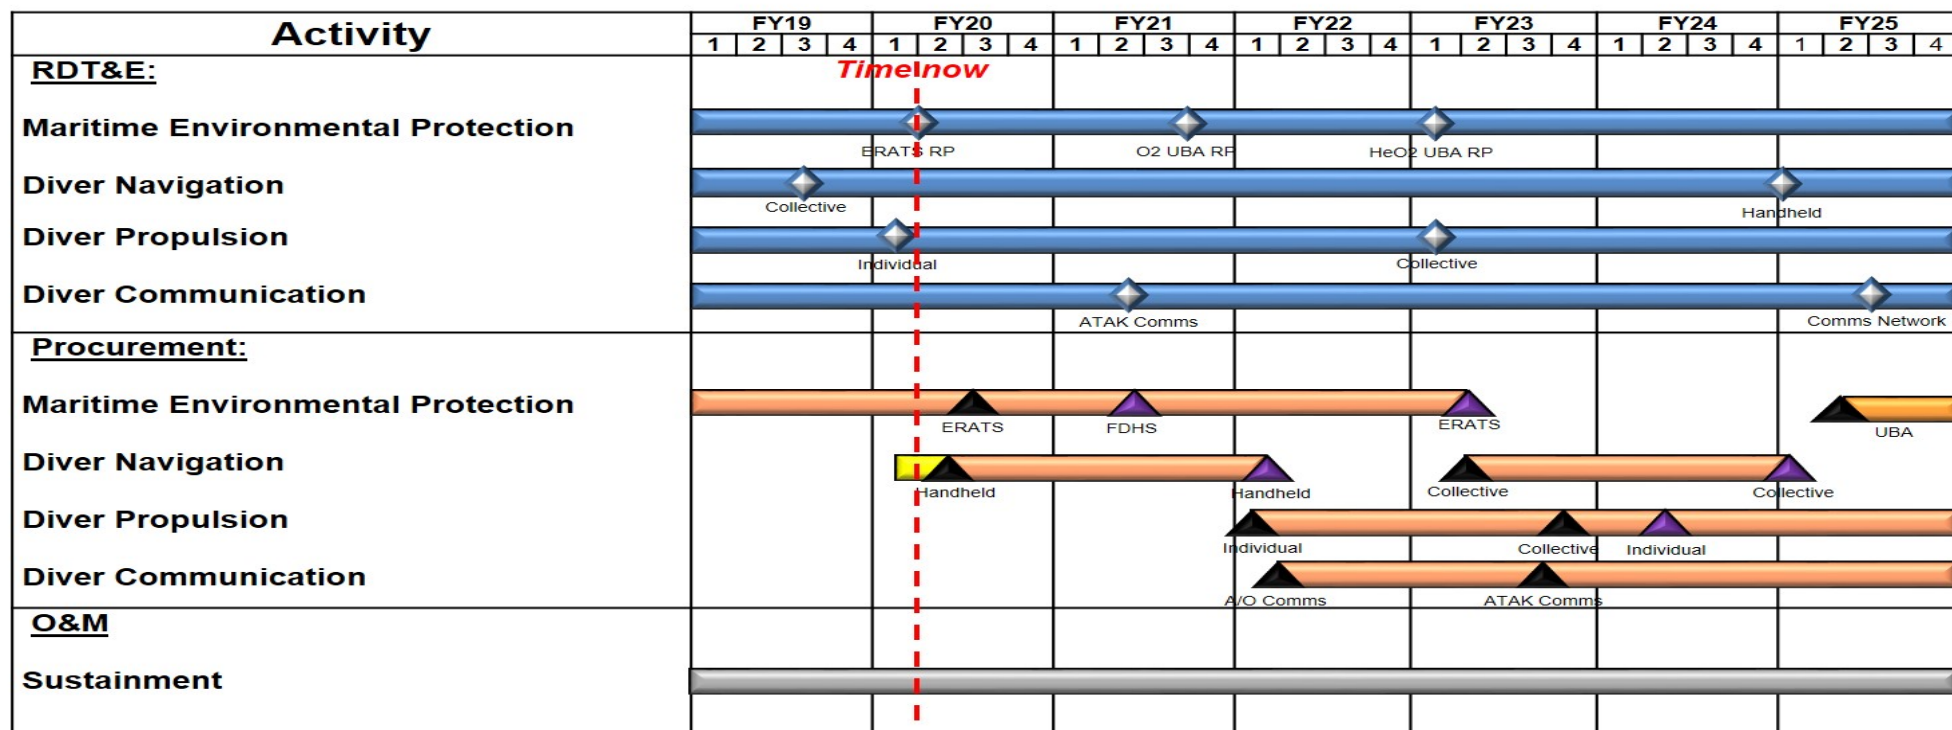 Activity FY19 FY20 FY21 FY22 FY23 FY24 FY25
1 2 3 4 1 2 3 4 1 2 3 4 1 2 3 4 1 2 3 4 1 2 3 4 1 2 3 4
RDT&E: Time now
Maritime Environmental Protection
ERATS RP O2 UBA RP HeO2 UBA RP
Diver Navigation
Collective Handheld
Diver Propulsion
Individual Collective
Diver Communication
ATAK Comms Comms Network
Procurement:
Maritime Environmental Protection
ERATS FDHS ERATS UBA
Diver Navigation
Handheld Handheld Collective Collective
Diver Propulsion
Individual Collective Individual
Diver Communication
A/O Comms ATAK Comms
O&M
Sustainment